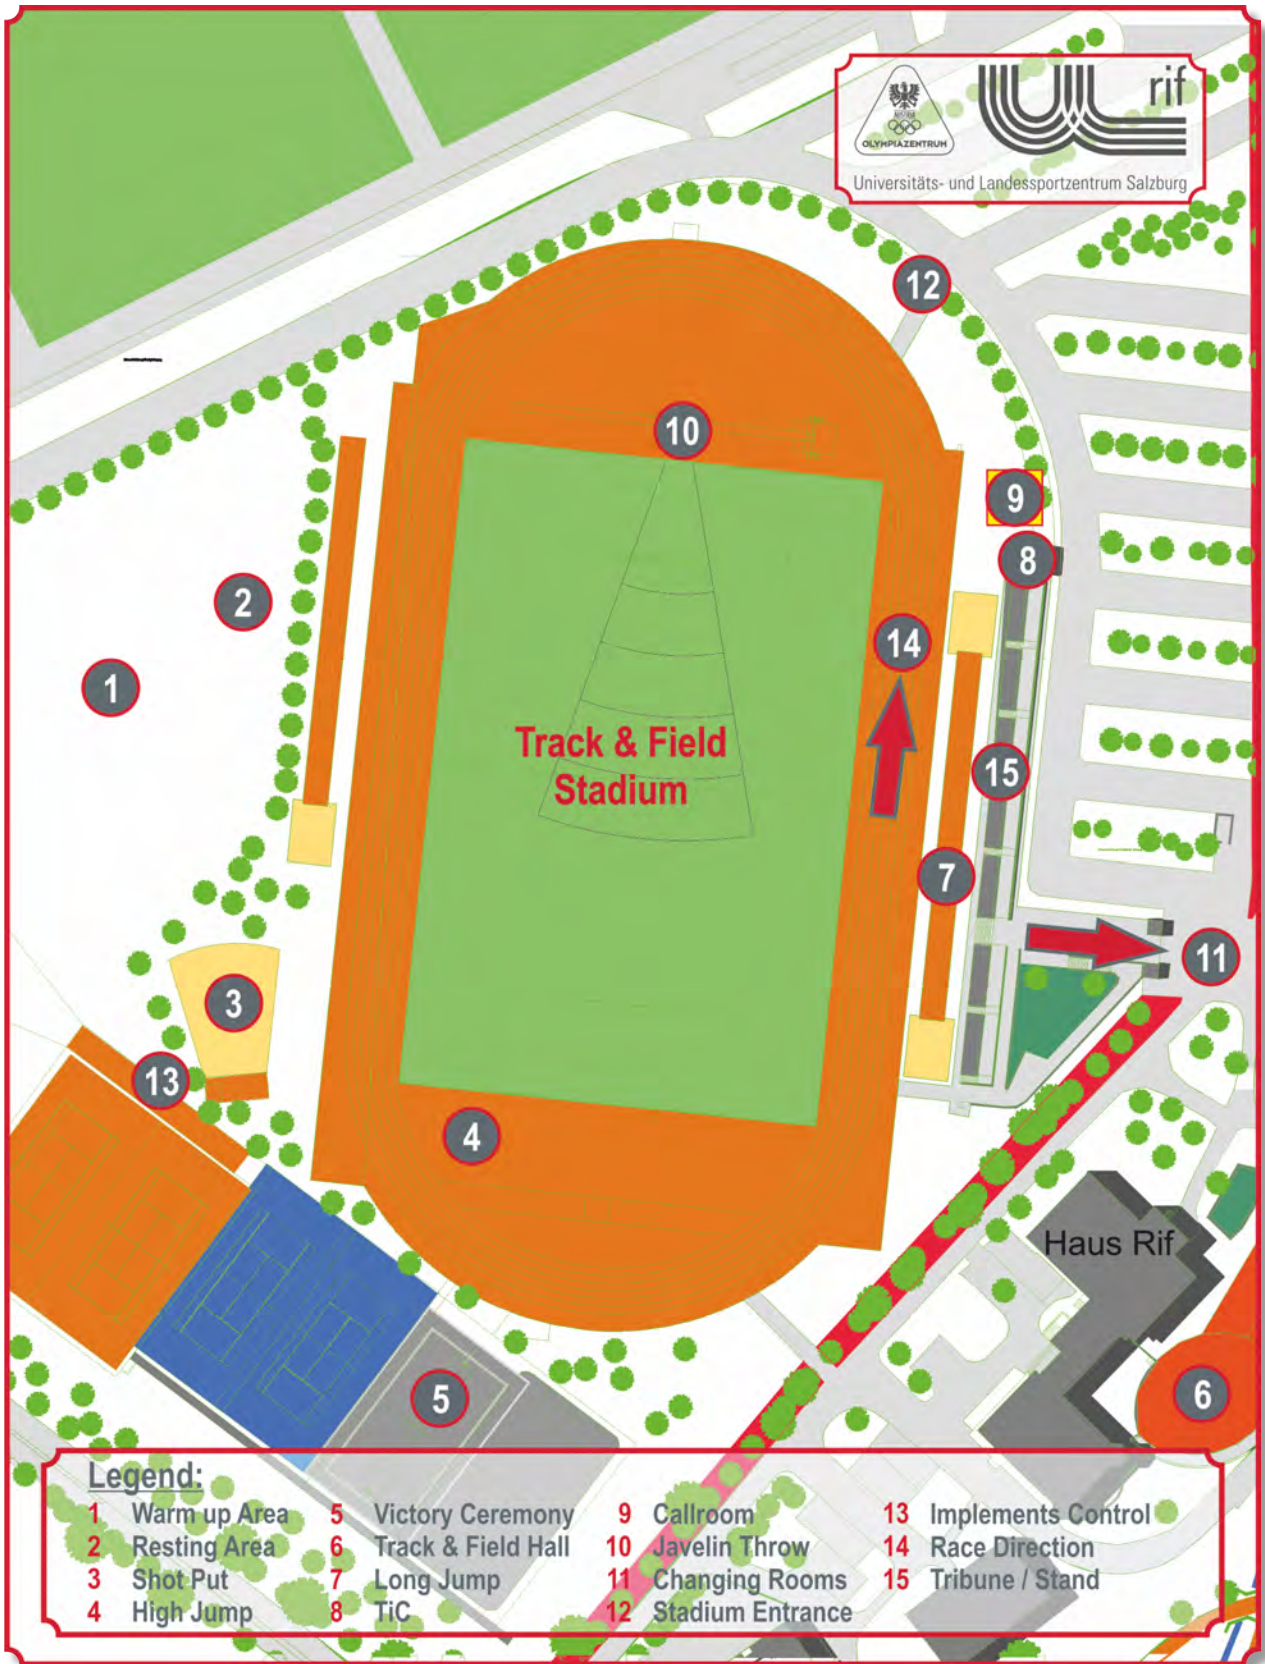 rif
AUSTRIA
OLYMPIAZENTRUM
Universitäts- und Landessportzentrum Salzburg
12
10
9
8
2
14
1
Track & Field
Stadium
15
7
11
3
13
4
Haus Rif
6
5
Legend:
1 Warm up Area
2 Resting Area
3 Shot Put
4 High Jump
5 Victory Ceremony
6 Track & Field Hall
7 Long Jump
8 TiC
9 Callroom
10 Javelin Throw
11 Changing Rooms
12 Stadium Entrance
13 Implements Control
14 Race Direction
15 Tribune / Stand